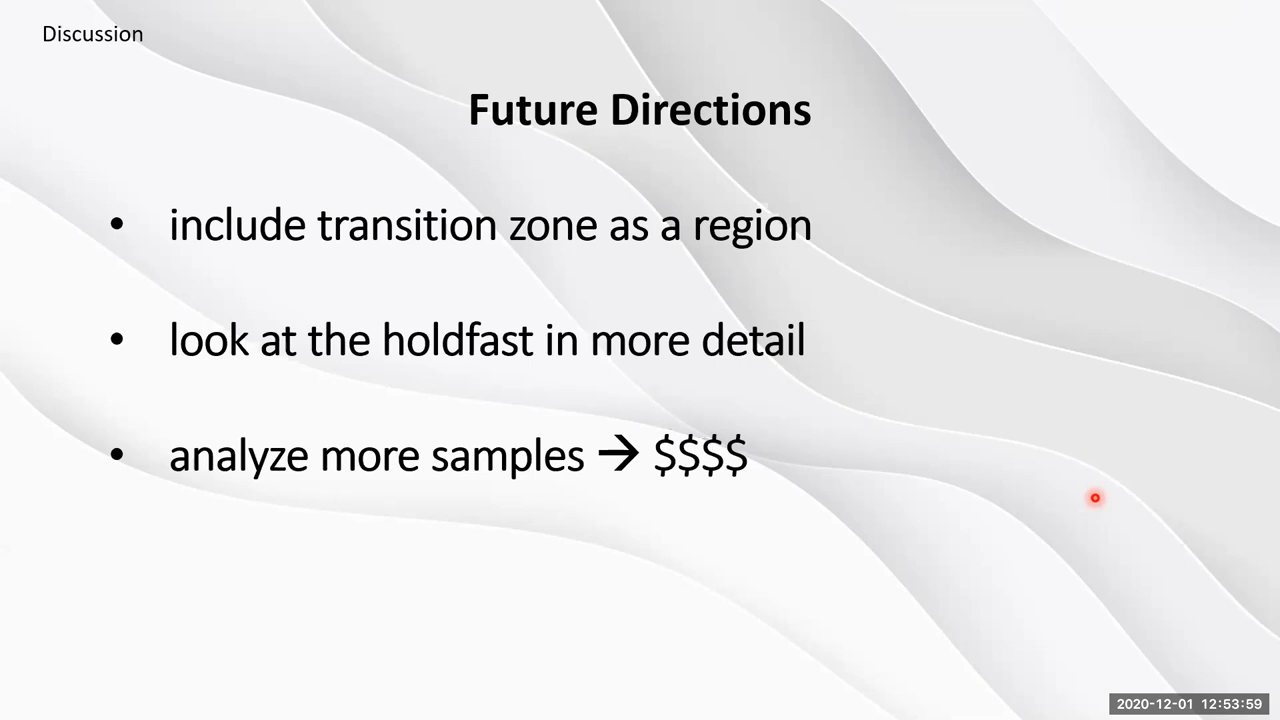 Discussion
Future Directions
• include transition zone as a region
• look at the holdfast in more detail
• analyze more samples → $$$$
2020-12-01 12:53:59